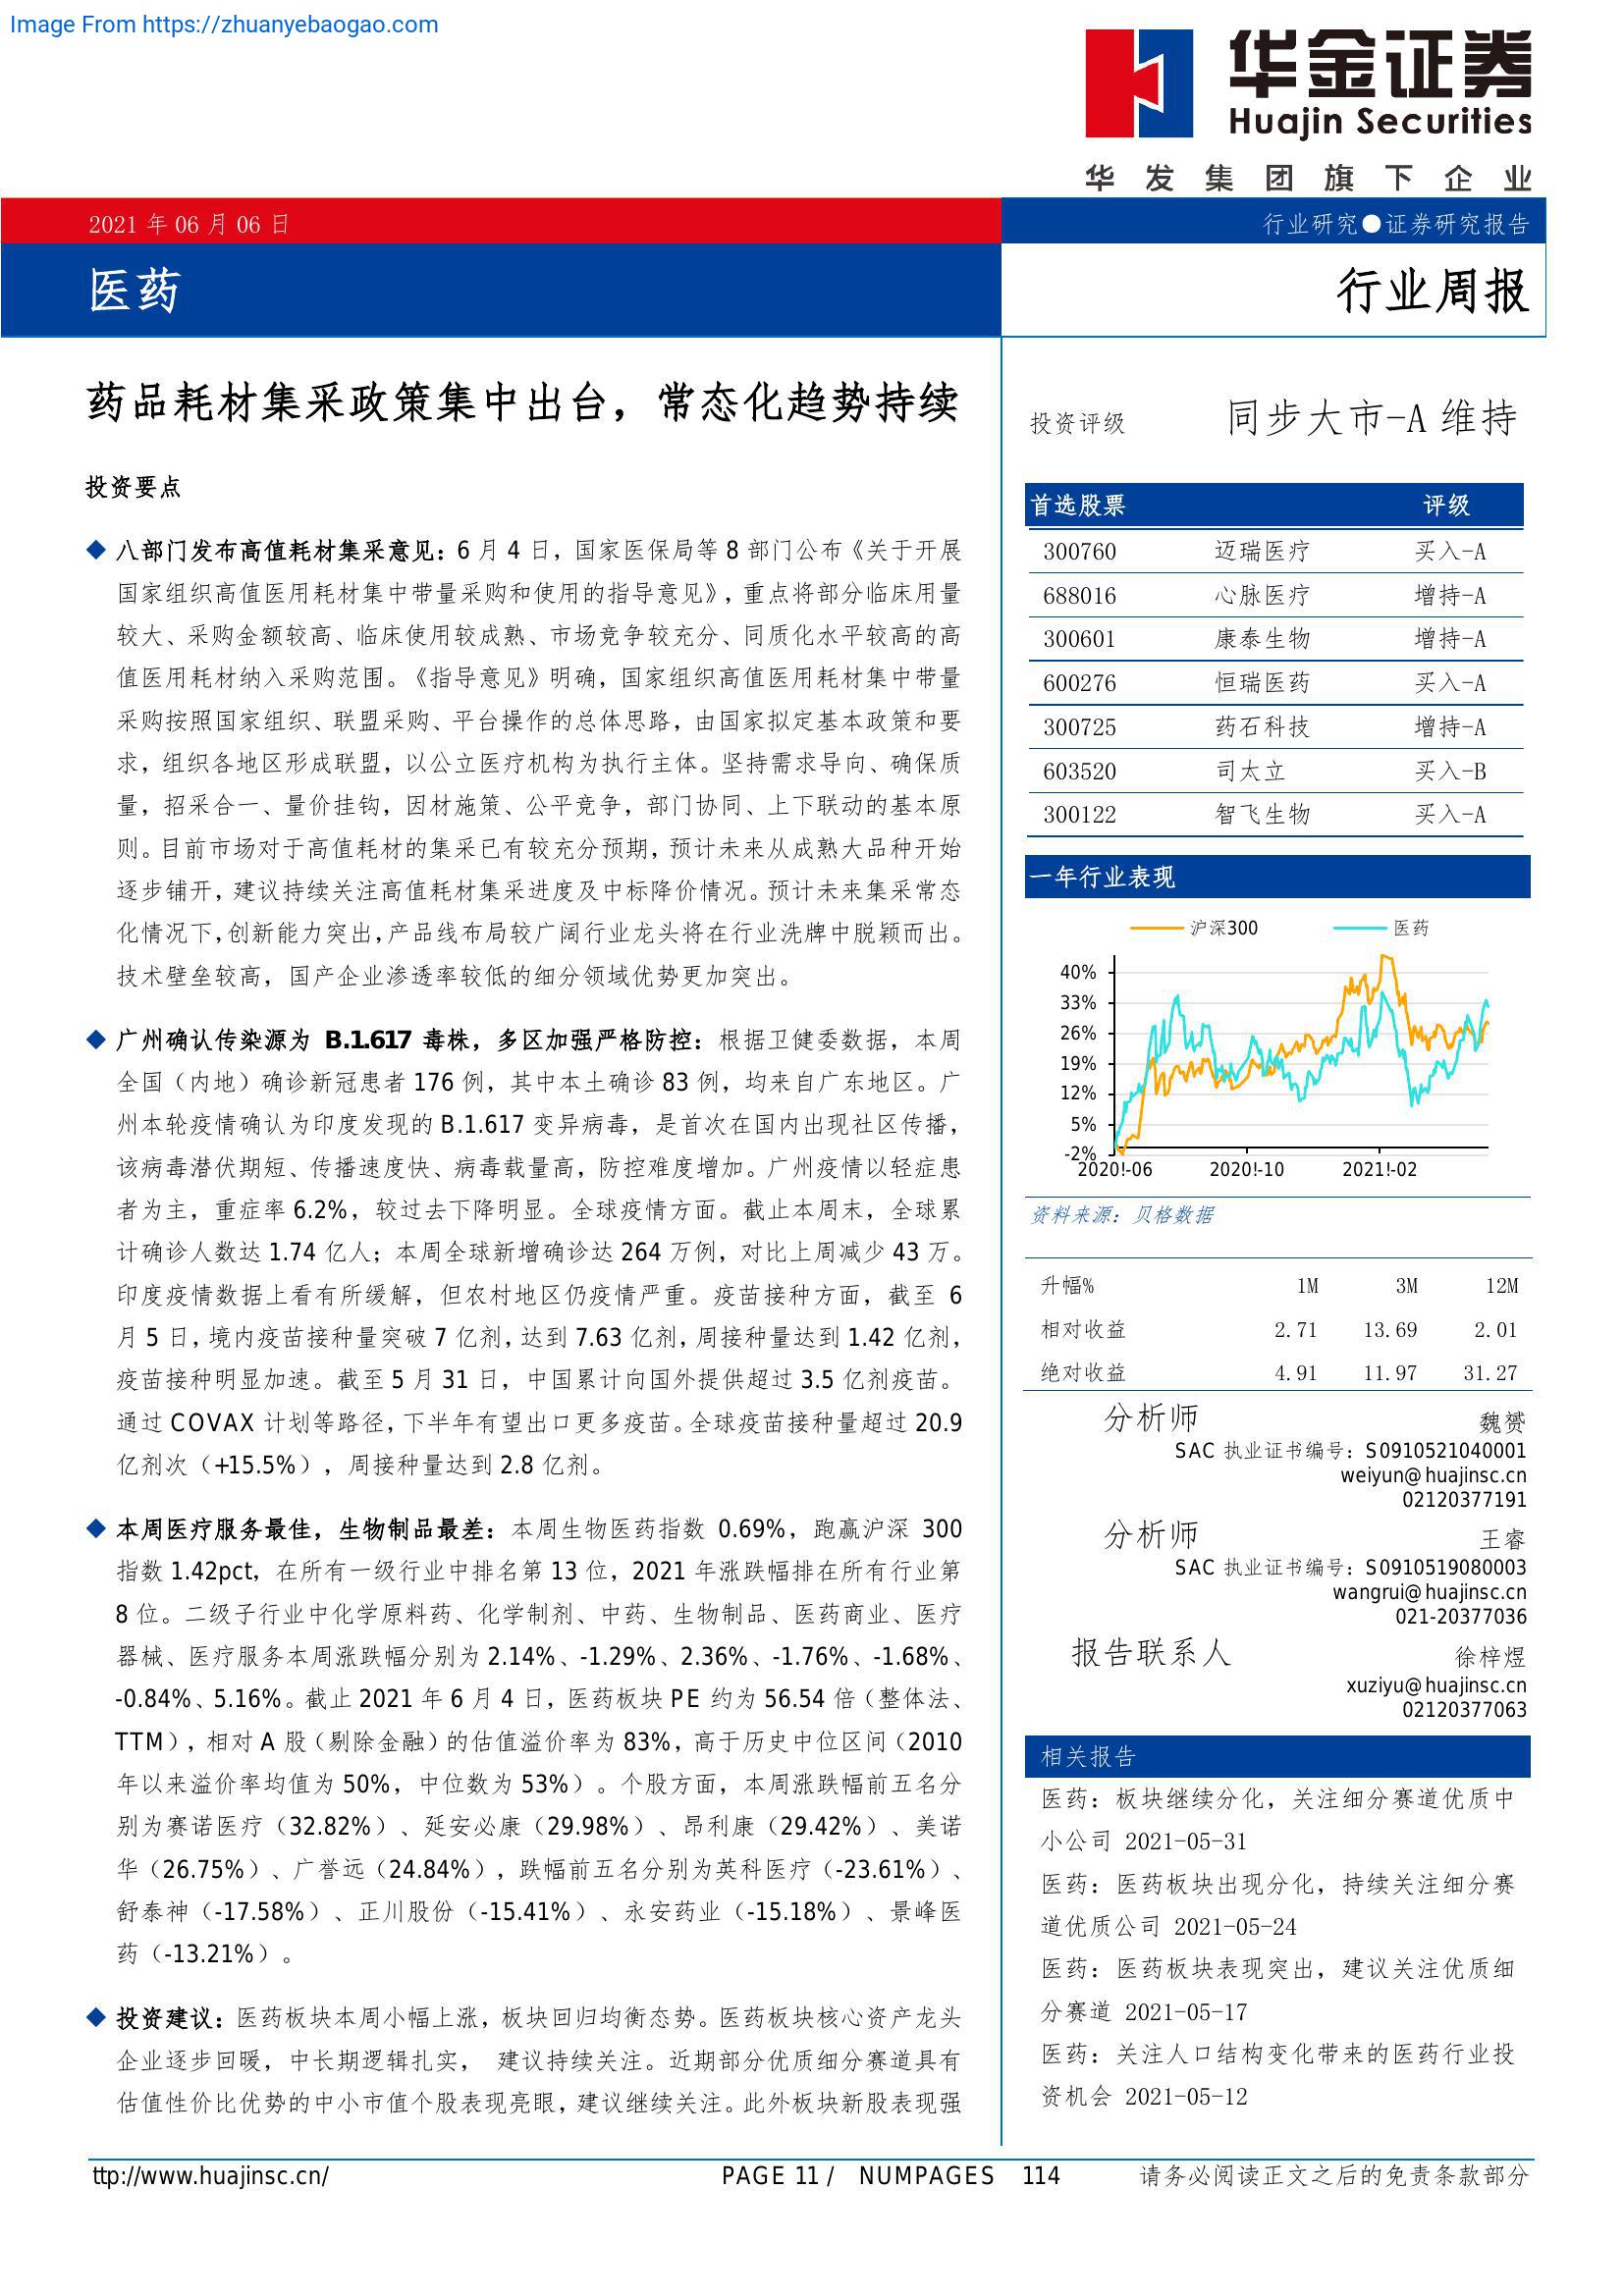 Image From https://zhuanyebaogao.com
华金证券
Huajin Securities
华发集团旗下企业
2021 年 06 月 06 日
行业研究●证券研究报告
医药
行业周报
药品耗材集采政策集中出台，常态化趋势持续
投资要点
◆ 八部门发布高值耗材集采意见：6 月 4 日，国家医保局等 8 部门公布《关于开展
国家组织高值医用耗材集中带量采购和使用的指导意见》，重点将部分临床用量
较大、采购金额较高、临床使用较成熟、市场竞争较充分、同质化水平较高的高
值医用耗材纳入采购范围。《指导意见》明确，国家组织高值医用耗材集中带量
采购按照国家组织、联盟采购、平台操作的总体思路，由国家拟定基本政策和要
求，组织各地区形成联盟，以公立医疗机构为执行主体。坚持需求导向、确保质
量，招采合一、量价挂钩，因材施策、公平竞争，部门协同、上下联动的基本原
则。目前市场对于高值耗材的集采已有较充分预期，预计未来从成熟大品种开始
逐步铺开，建议持续关注高值耗材集采进度及中标降价情况。预计未来集采常态
化情况下，创新能力突出，产品线布局较广阔行业龙头将在行业洗牌中脱颖而出。
技术壁垒较高，国产企业渗透率较低的细分领域优势更加突出。
◆ 广州确认传染源为 B.1.617 毒株，多区加强严格防控：根据卫健委数据，本周
全国（内地）确诊新冠患者 176 例，其中本土确诊 83 例，均来自广东地区。广
州本轮疫情确认为印度发现的 B.1.617 变异病毒，是首次在国内出现社区传播，
该病毒潜伏期短、传播速度快、病毒载量高，防控难度增加。广州疫情以轻症患
者为主，重症率 6.2%，较过去下降明显。全球疫情方面。截止本周末，全球累
计确诊人数达 1.74 亿人；本周全球新增确诊达 264 万例，对比上周减少 43 万。
印度疫情数据上看有所缓解，但农村地区仍疫情严重。疫苗接种方面，截至 6
月 5 日，境内疫苗接种量突破 7 亿剂，达到 7.63 亿剂，周接种量达到 1.42 亿剂，
疫苗接种明显加速。截至 5 月 31 日，中国累计向国外提供超过 3.5 亿剂疫苗。
通过 COVAX 计划等路径，下半年有望出口更多疫苗。全球疫苗接种量超过 20.9
亿剂次（+15.5%），周接种量达到 2.8 亿剂。
◆ 本周医疗服务最佳，生物制品最差：本周生物医药指数 0.69%，跑赢沪深 300
指数 1.42pct，在所有一级行业中排名第 13 位，2021 年涨跌幅排在所有行业第
8 位。二级子行业中化学原料药、化学制剂、中药、生物制品、医药商业、医疗
器械、医疗服务本周涨跌幅分别为 2.14%、-1.29%、2.36%、-1.76%、-1.68%、
-0.84%、5.16%。截止 2021 年 6 月 4 日，医药板块 PE 约为 56.54 倍（整体法、
TTM），相对 A 股（剔除金融）的估值溢价率为 83%，高于历史中位区间（2010
年以来溢价率均值为 50%，中位数为 53%）。个股方面，本周涨跌幅前五名分
别为赛诺医疗（32.82%）、延安必康（29.98%）、昂利康（29.42%）、美诺
华（26.75%）、广誉远（24.84%），跌幅前五名分别为英科医疗（-23.61%）、
舒泰神（-17.58%）、正川股份（-15.41%）、永安药业（-15.18%）、景峰医
药（-13.21%）。
◆ 投资建议：医药板块本周小幅上涨，板块回归均衡态势。医药板块核心资产龙头
企业逐步回暖，中长期逻辑扎实， 建议持续关注。近期部分优质细分赛道具有
估值性价比优势的中小市值个股表现亮眼，建议继续关注。此外板块新股表现强
投资评级 同步大市-A 维持
首选股票 评级
300760 迈瑞医疗 买入-A
688016 心脉医疗 增持-A
300601 康泰生物 增持-A
600276 恒瑞医药 买入-A
300725 药石科技 增持-A
603520 司太立 买入-B
300122 智飞生物 买入-A
一年行业表现
沪深300 医药
40%
33%
26%
19%
12%
5%
-2%
2020!-06 2020!-10 2021!-02
资料来源：贝格数据
升幅% 1M 3M 12M
相对收益 2.71 13.69 2.01
绝对收益 4.91 11.97 31.27
分析师 魏赟
SAC 执业证书编号：S0910521040001
weiyun@huajinsc.cn
02120377191
分析师 王睿
SAC 执业证书编号：S0910519080003
wangrui@huajinsc.cn
021-20377036
报告联系人 徐梓煜
xuziyu@huajinsc.cn
02120377063
相关报告
医药：板块继续分化，关注细分赛道优质中
小公司 2021-05-31
医药：医药板块出现分化，持续关注细分赛
道优质公司 2021-05-24
医药：医药板块表现突出，建议关注优质细
分赛道 2021-05-17
医药：关注人口结构变化带来的医药行业投
资机会 2021-05-12
ttp://www.huajinsc.cn/ PAGE 11 / NUMPAGES 114 请务必阅读正文之后的免责条款部分